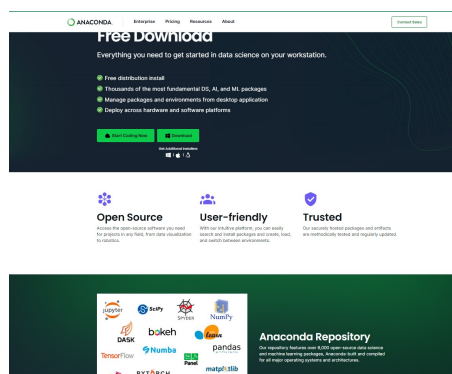 ANACONDA.
Enterprise Pricing Resources About
Contact Sales
Free Download
Everything you need to get started in data science on your workstation.
Free distribution install
Thousands of the most fundamental DS, AI, and ML packages
Manage packages and environments from desktop application
Deploy across hardware and software platforms
Start Coding Now
Download
Get Additional Installers
Open Source
Access the open-source software you need
for projects in any field, from data visualization
to robotics.
User-friendly
With our intuitive platform, you can easily
search and install packages and create, load,
and switch between environments.
Trusted
Our securely hosted packages and artifacts
are methodically tested and regularly updated.
jupyter
SciPy
SPYDER
NumPy
DASK
bokeh
learn
TensorFlow
Numba
Panel
pandas
PYTORCH
matplotlib
Anaconda Repository
Our repository features over 8,000 open-source data science
and machine learning packages, Anaconda-built and compiled
for all major operating systems and architectures.